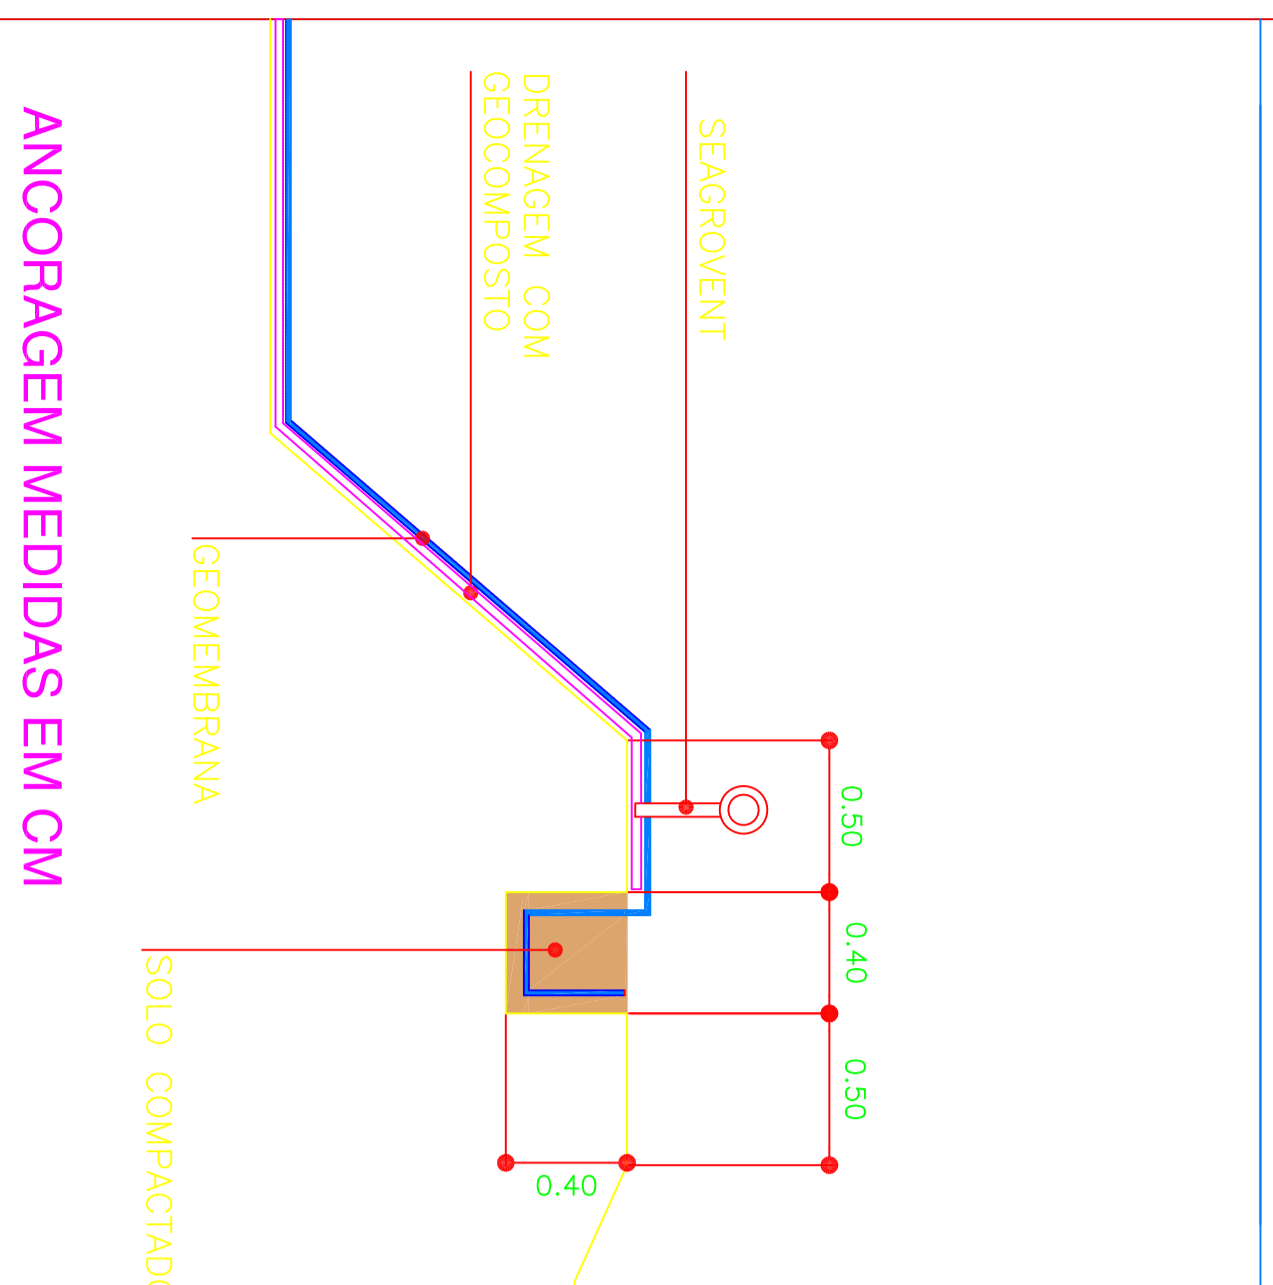 SEAGROVENT
DRENAGEM COM
GEOCOMPOSTO
GEOMEMBRANA
SOLO COMPACTADO
0.50
0.40
0.50
0.40
ANCORAGEM MEDIDAS EM CM